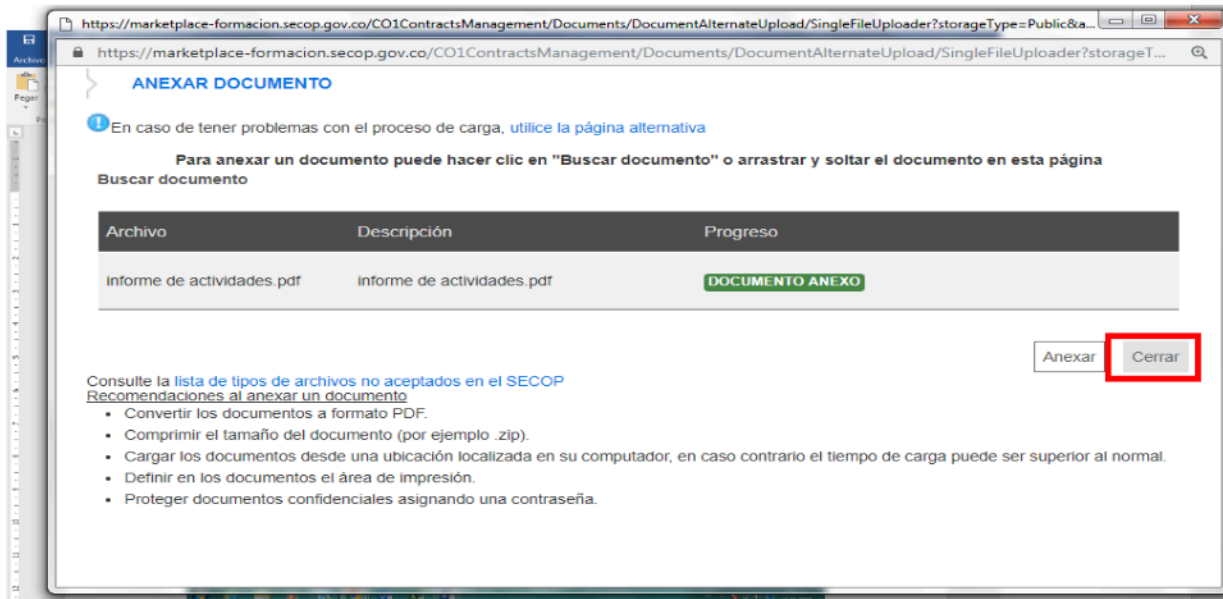 https://marketplace-formacion.secop.gov.co/CO1ContractsManagement/Documents/DocumentAlternateUpload/SingleFileUploader?storageType=Public&a...
https://marketplace-formacion.secop.gov.co/CO1ContractsManagement/Documents/DocumentAlternateUpload/SingleFileUploader?storageT...
Archivo
Pegar
ANEXAR DOCUMENTO
En caso de tener problemas con el proceso de carga, utilice la página alternativa
Para anexar un documento puede hacer clic en "Buscar documento" o arrastrar y soltar el documento en esta página
Buscar documento
Archivo Descripción Progreso
informe de actividades.pdf informe de actividades.pdf DOCUMENTO ANEXO
Anexar Cerrar
Consulte la lista de tipos de archivos no aceptados en el SECOP
Recomendaciones al anexar un documento
• Convertir los documentos a formato PDF.
• Comprimir el tamaño del documento (por ejemplo .zip).
• Cargar los documentos desde una ubicación localizada en su computador, en caso contrario el tiempo de carga puede ser superior al normal.
• Definir en los documentos el área de impresión.
• Proteger documentos confidenciales asignando una contraseña.